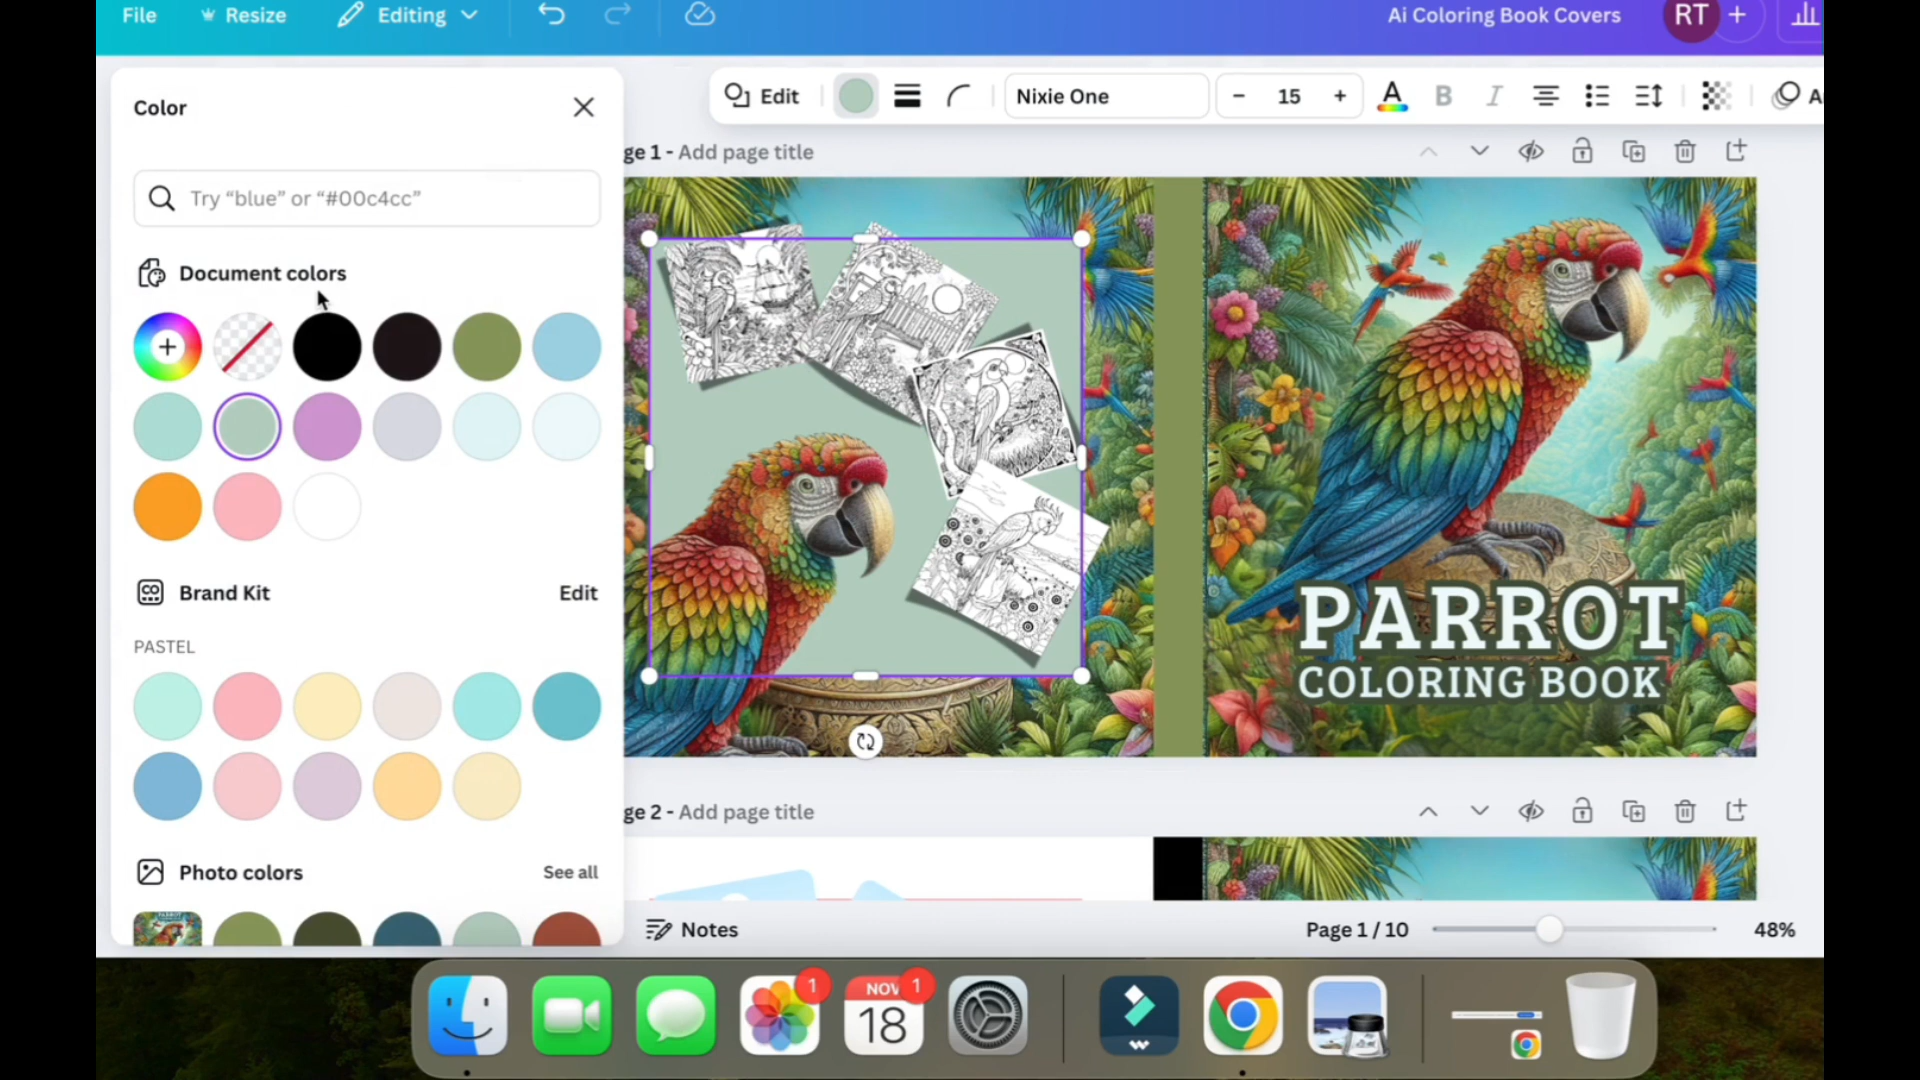 File
Resize
Editing
Ai Coloring Book Covers
RT
Color
Try “blue” or “#00c4cc”
Document colors
Brand Kit
Edit
PASTEL
Photo colors
See all
Edit
Nixie One
15
A
B
I
A
ge 1 - Add page title
PARROT
COLORING BOOK
ge 2 - Add page title
Notes
Page 1 / 10
48%
1
NOV
1
18